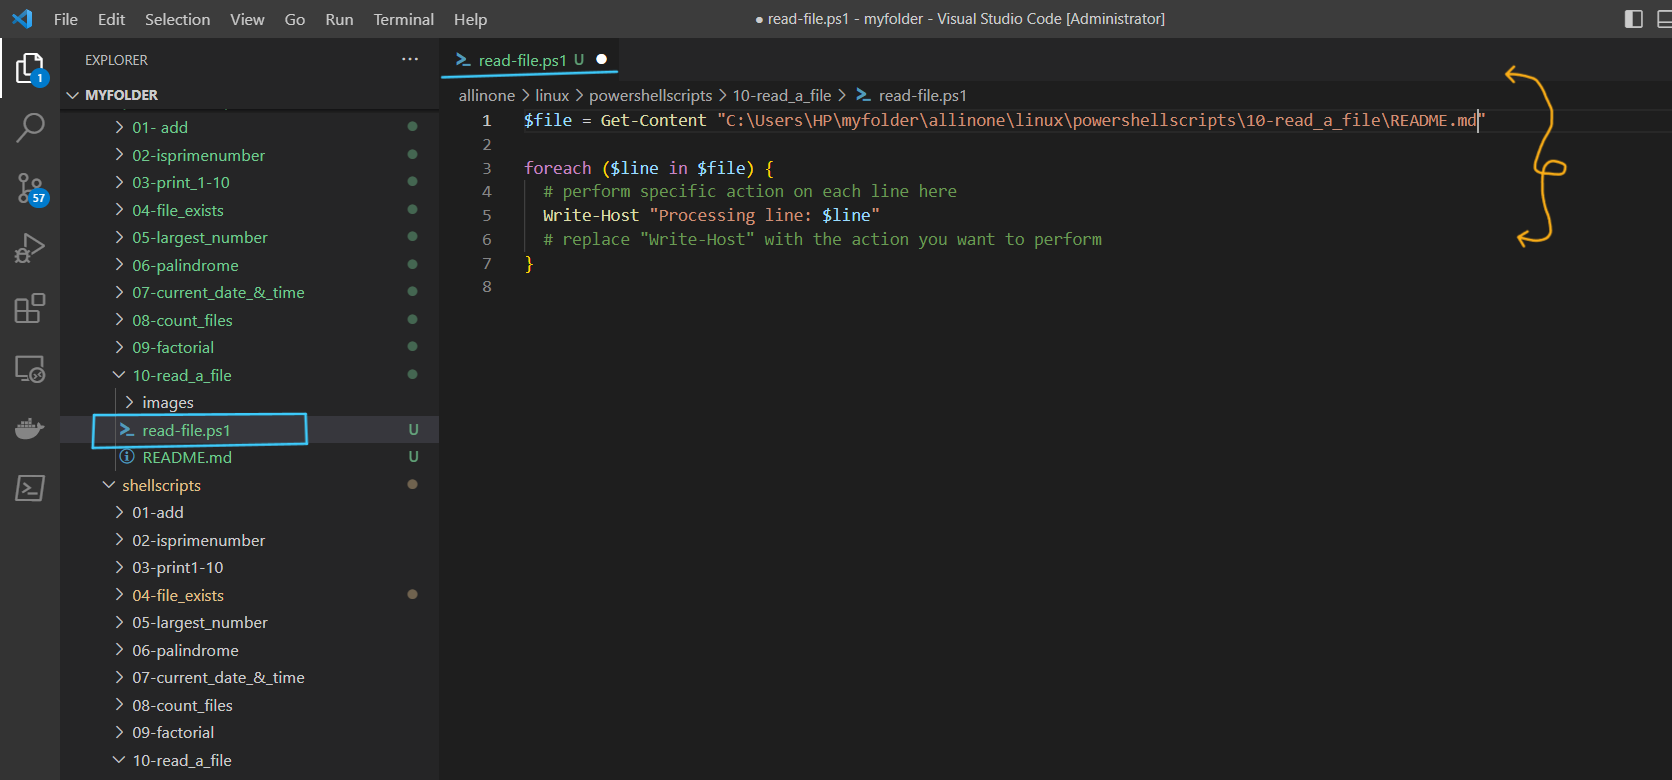 File Edit Selection View Go Run Terminal Help
● read-file.ps1 - myfolder - Visual Studio Code [Administrator]
1
57
EXPLORER ···
MYFOLDER
01- add
02-isprimenumber
03-print_1-10
04-file_exists
05-largest_number
06-palindrome
07-current_date_&_time
08-count_files
09-factorial
10-read_a_file
images
read-file.ps1 U
README.md U
shellscripts
01-add
02-isprimenumber
03-print1-10
04-file_exists
05-largest_number
06-palindrome
07-current_date_&_time
08-count_files
09-factorial
10-read_a_file
read-file.ps1 U ●
allinone > linux > powershellscripts > 10-read_a_file > read-file.ps1
1 $file = Get-Content "C:\Users\HP\myfolder\allinone\linux\powershellscripts\10-read_a_file\README.md"
2
3 foreach ($line in $file) {
4 # perform specific action on each line here
5 Write-Host "Processing line: $line"
6 # replace "Write-Host" with the action you want to perform
7 }
8